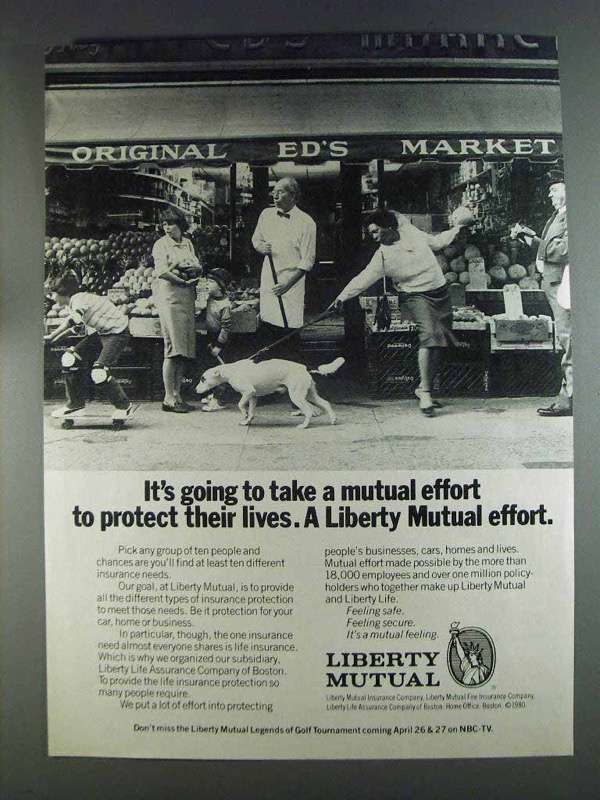 ORIGINAL ED'S MARKET
It's going to take a mutual effort
to protect their lives. A Liberty Mutual effort.
Pick any group of ten people and
chances are you'll find at least ten different
insurance needs.
Our goal, at Liberty Mutual, is to provide
all the different types of insurance protection
to meet those needs. Be it protection for your
car, home or business.
In particular, though, the one insurance
need almost everyone shares is life insurance.
Which is why we organized our subsidiary,
Liberty Life Assurance Company of Boston.
To provide the life insurance protection so
many people require.
We put a lot of effort into protecting
people's businesses, cars, homes and lives.
Mutual effort made possible by the more than
18,000 employees and over one million policy-
holders who together make up Liberty Mutual
and Liberty Life.
Feeling safe.
Feeling secure.
It's a mutual feeling.
LIBERTY
MUTUAL
Liberty Mutual Insurance Company, Liberty Mutual Fire Insurance Company,
Liberty Life Assurance Company of Boston. Home Office: Boston. ©1980
Don't miss the Liberty Mutual Legends of Golf Tournament coming April 26 & 27 on NBC-TV.